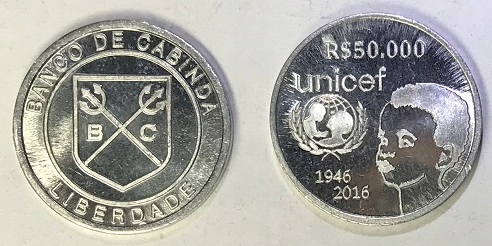 BANCO DE CABINDA
B C
LIBERDADE
R$50.000
unicef
1946
2016